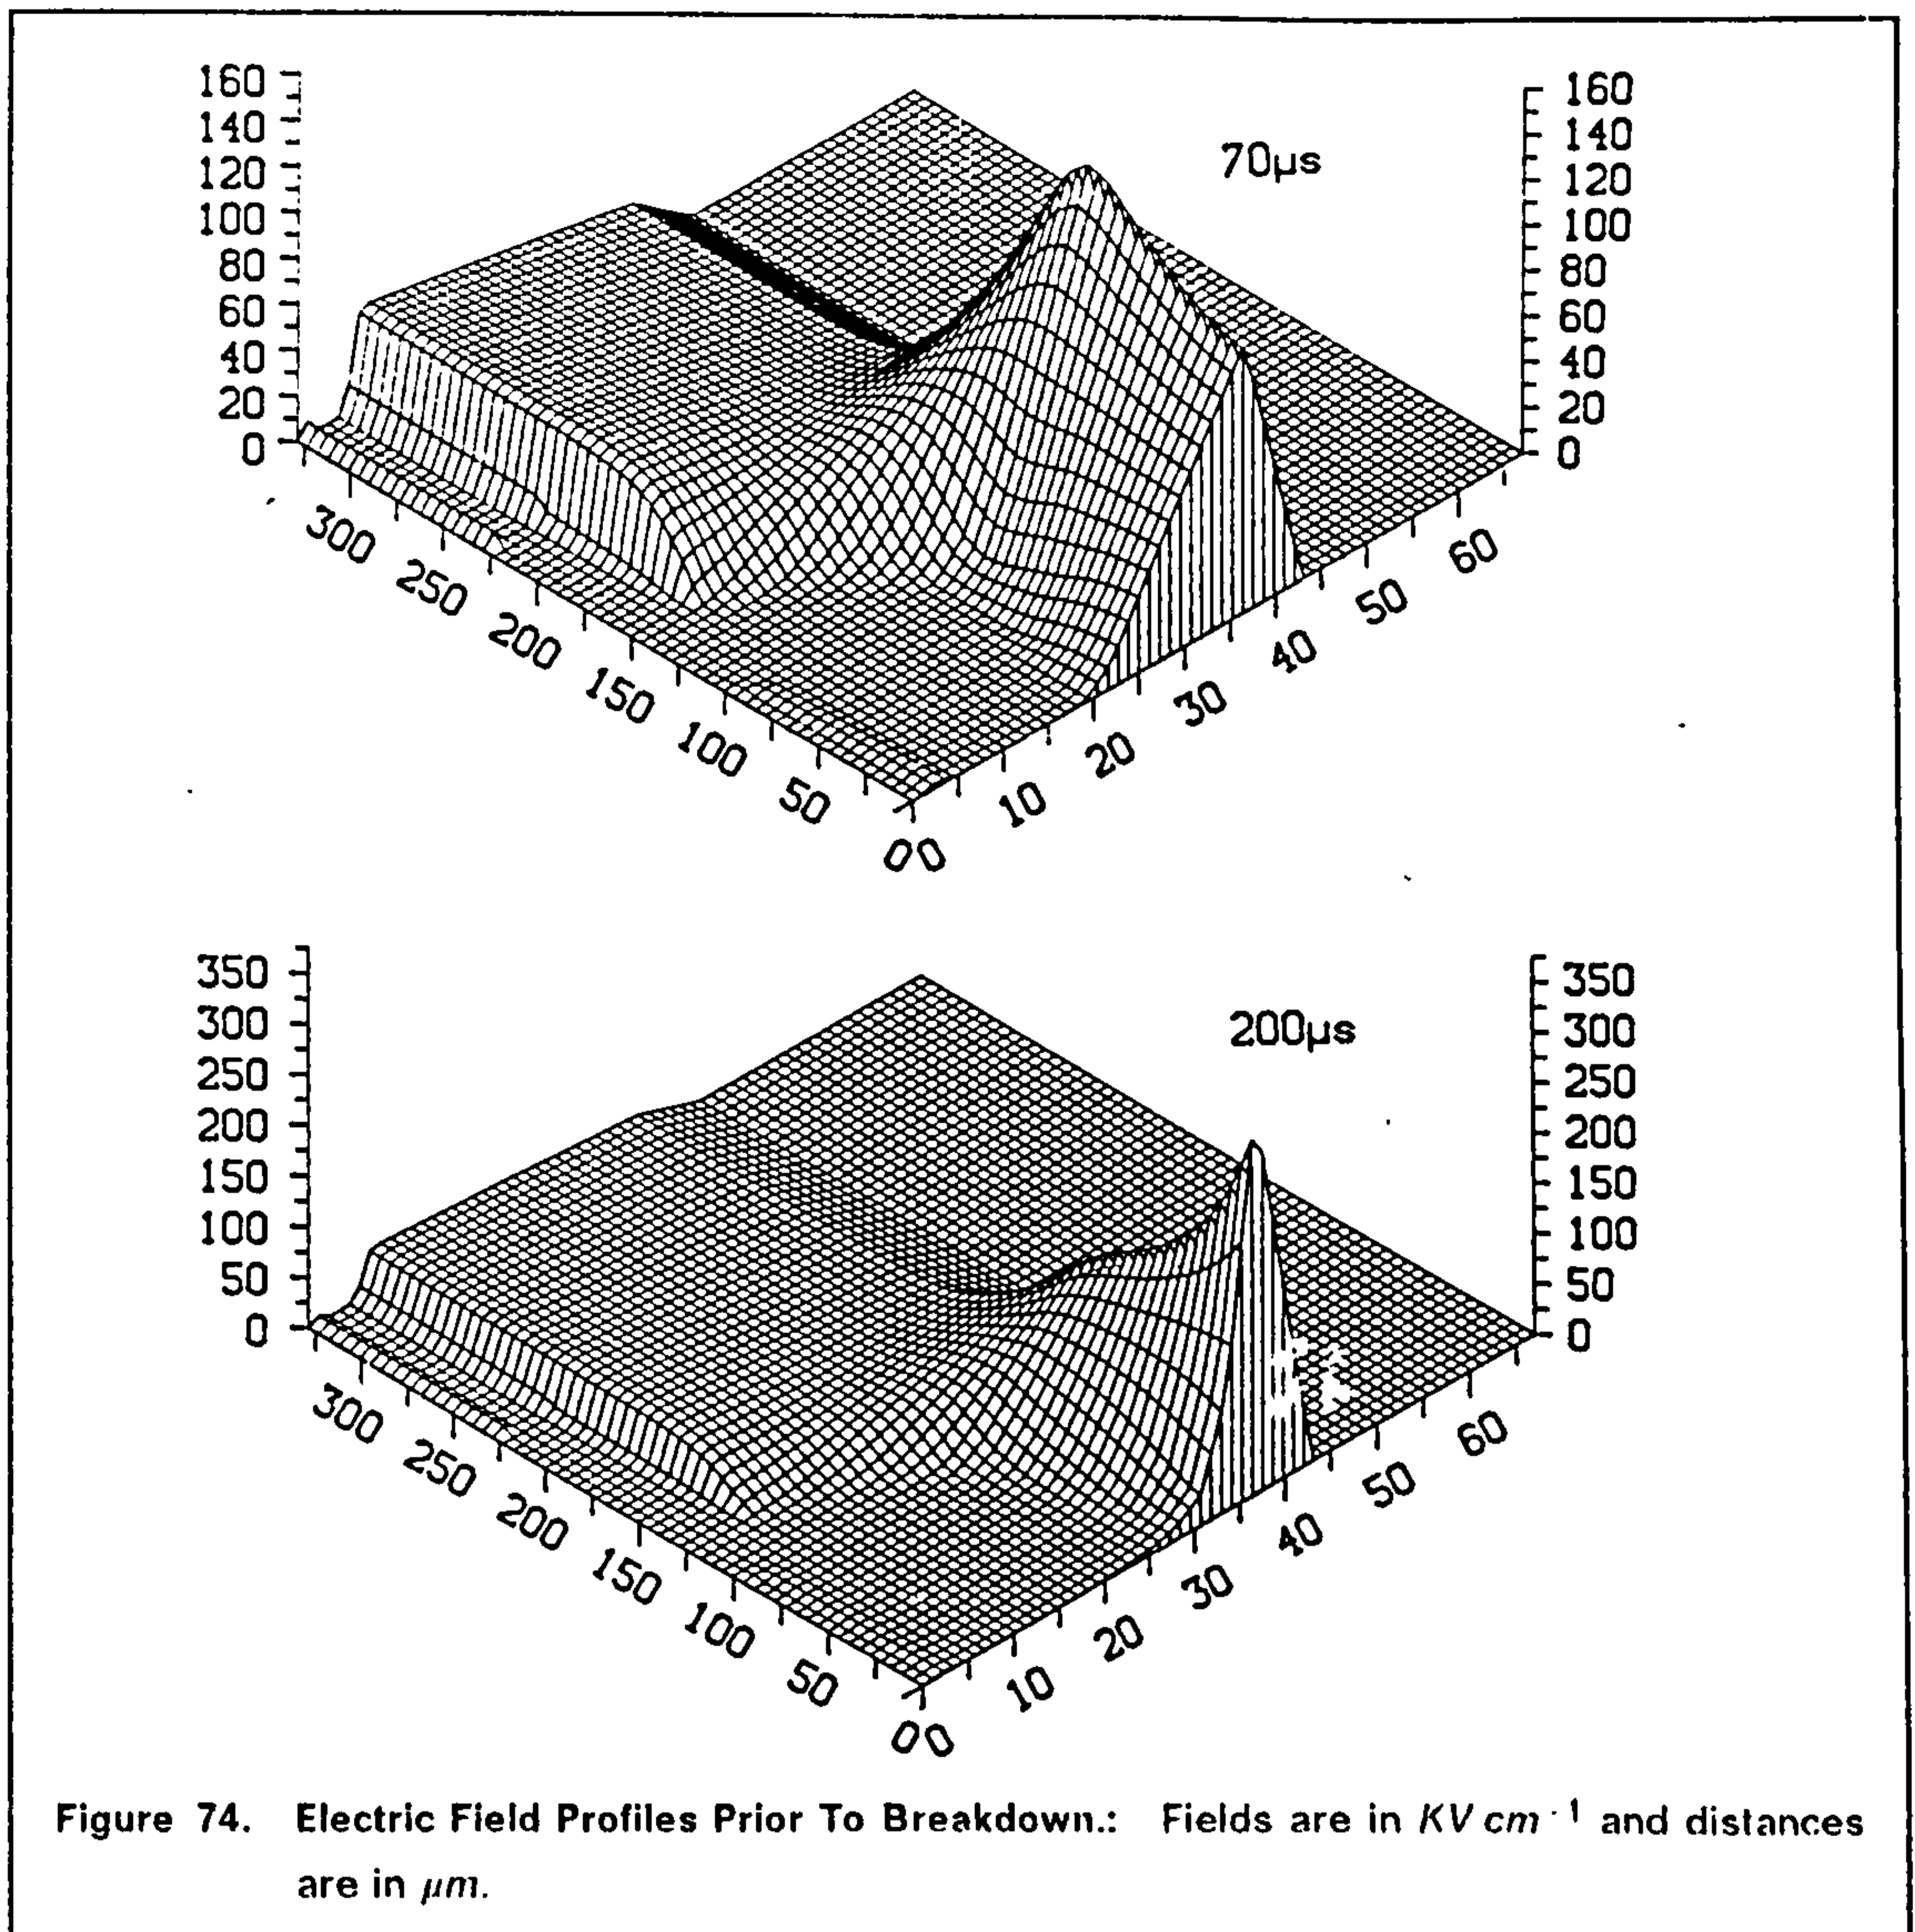 160 160
140 140
120 120
100 100
80 80
60 60
40 40
20 20
0 0
70µs
300 250 200 150 100 50 0
0 10 20 30 40 50 60
350 350
300 300
250 250
200 200
150 150
100 100
50 50
0 0
200µs
300 250 200 150 100 50 0
0 10 20 30 40 50 60
Figure 74. Electric Field Profiles Prior To Breakdown.: Fields are in KV cm⁻¹ and distances
are in µm.